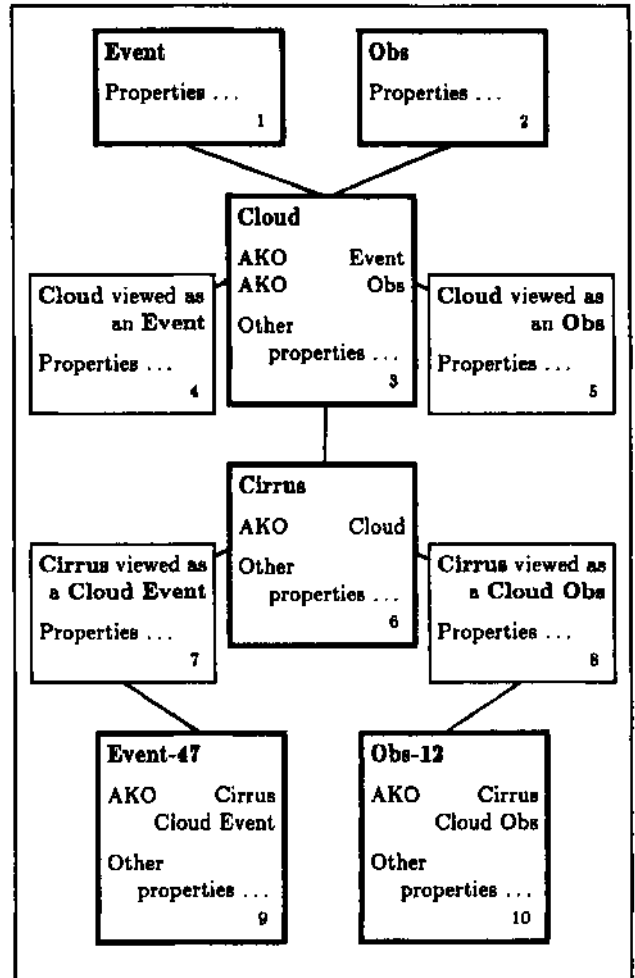 Event
Properties ...
1
Obs
Properties ...
2
Cloud
AKO Event
AKO Obs
Other
properties ...
3
Cloud viewed as
an Event
Properties ...
4
Cloud viewed as
an Obs
Properties ...
5
Cirrus
AKO Cloud
Other
properties ...
6
Cirrus viewed as
a Cloud Event
Properties ...
7
Cirrus viewed as
a Cloud Obs
Properties ...
8
Event-47
AKO Cirrus
Cloud Event
Other
properties ...
9
Obs-12
AKO Cirrus
Cloud Obs
Other
properties ...
10